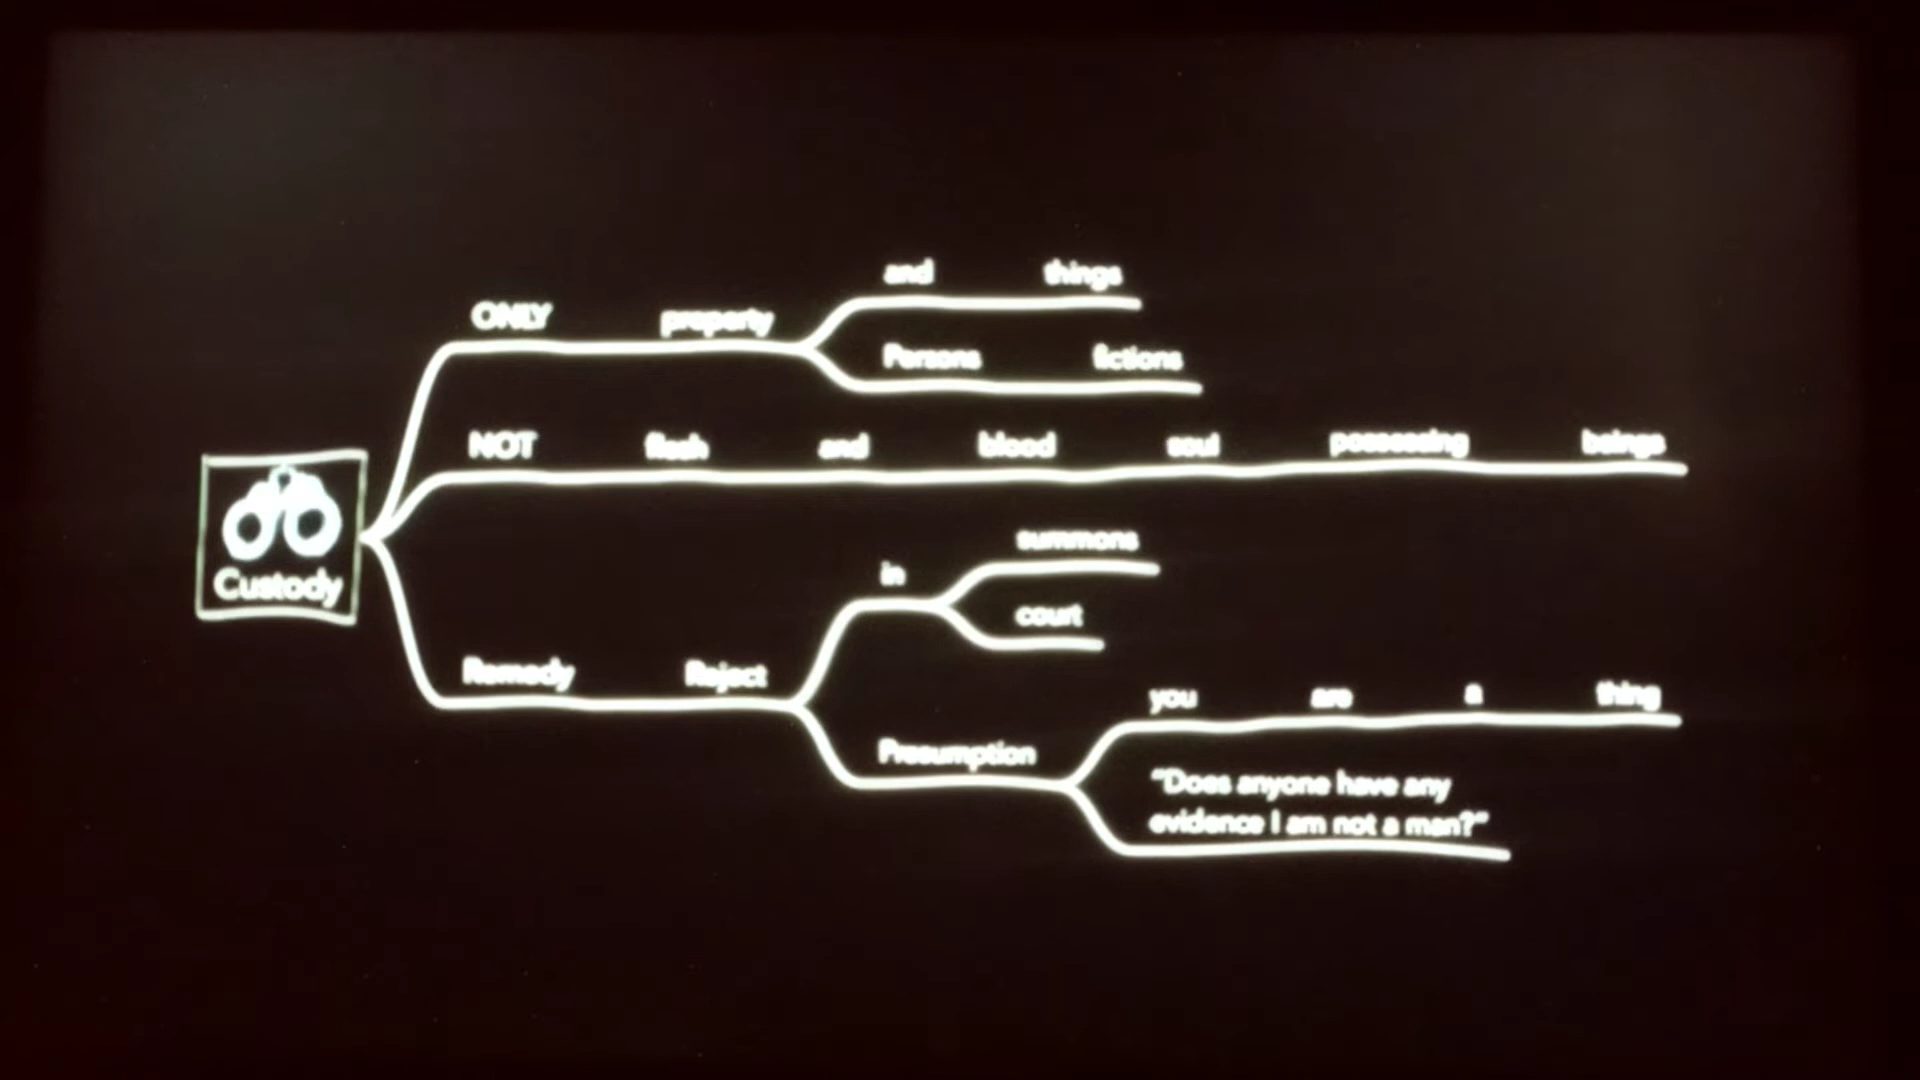 and things
ONLY property
Persons fictions
NOT flesh and blood soul possessing beings
summons
in
Custody
court
Remedy Reject
you are a thing
Presumption
"Does anyone have any
evidence I am not a man?"